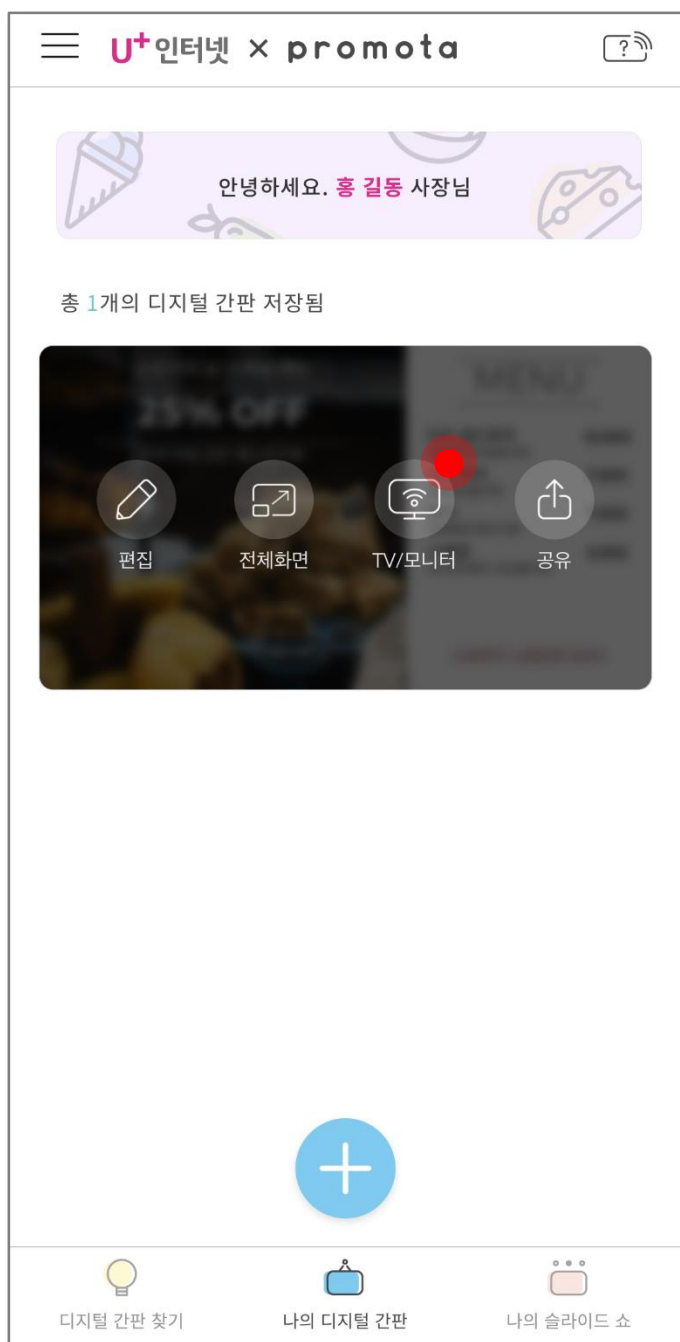 U+인터넷 × promota
?
안녕하세요. 홍 길동 사장님
총 1개의 디지털 간판 저장됨
25% OFF
MENU
편집
전체화면
TV/모니터
공유
디지털 간판 찾기
나의 디지털 간판
나의 슬라이드 쇼